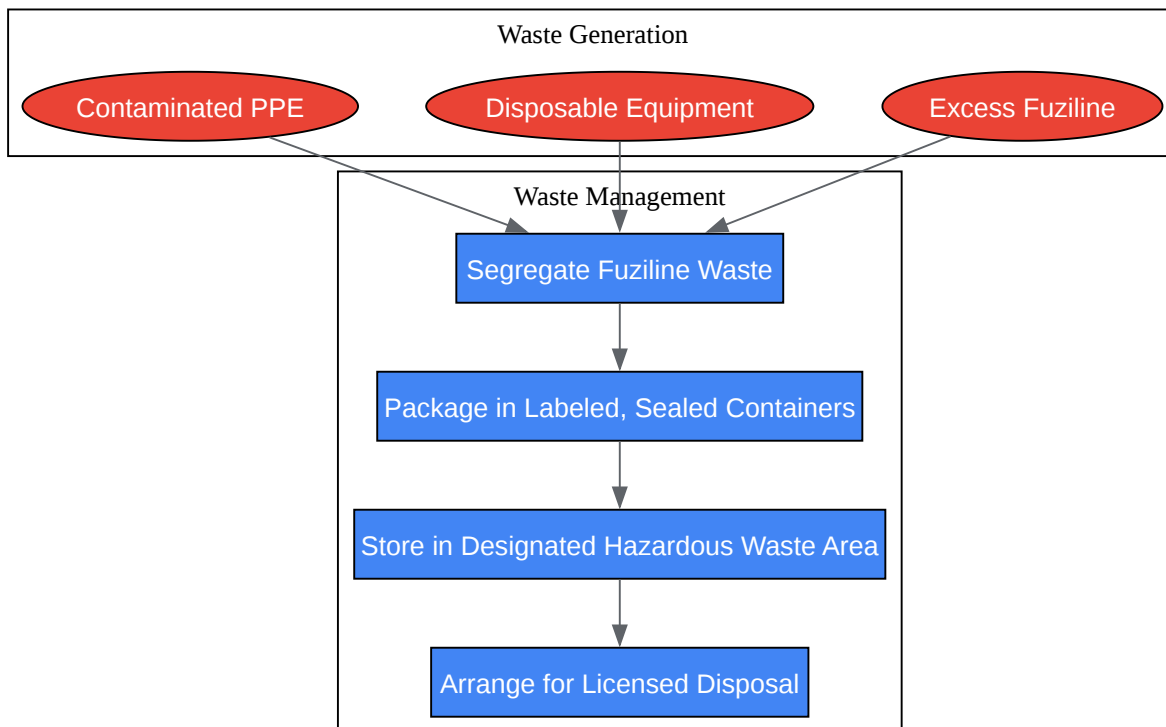 Waste Generation
Contaminated PPE
Disposable Equipment
Excess Fuziline
Waste Management
Segregate Fuziline Waste
Package in Labeled, Sealed Containers
Store in Designated Hazardous Waste Area
Arrange for Licensed Disposal